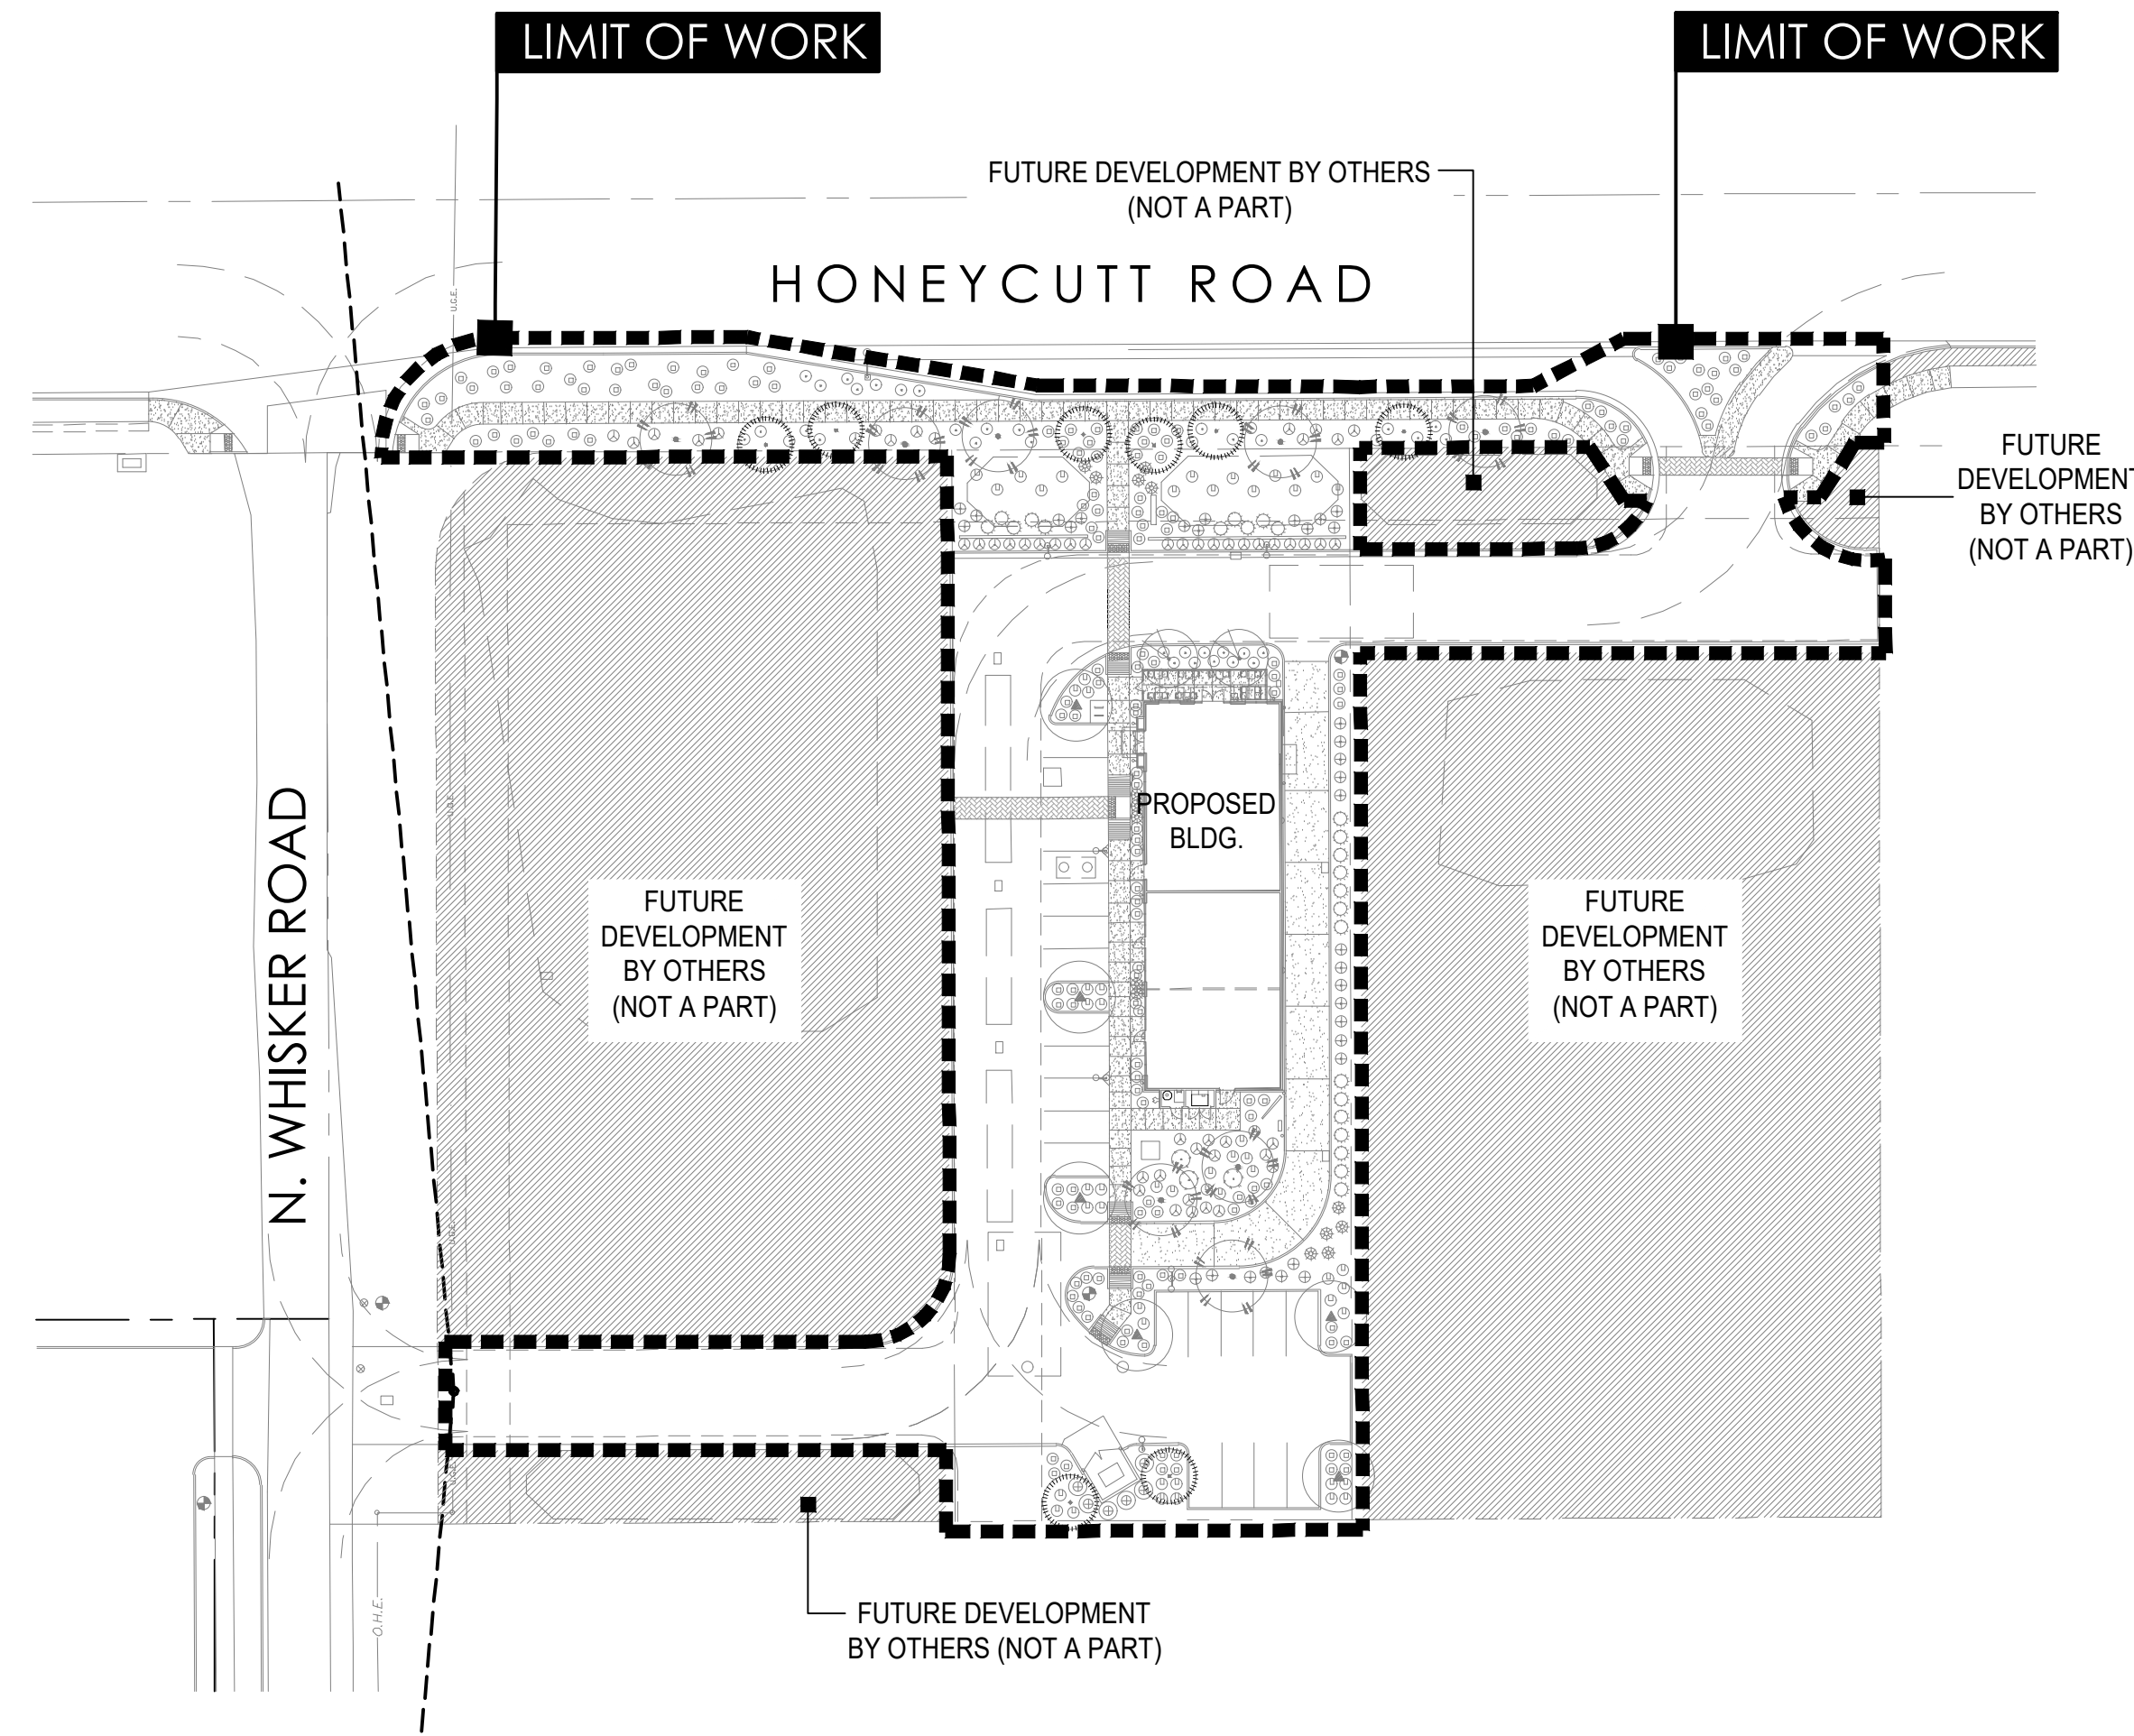 LIMIT OF WORK
LIMIT OF WORK
FUTURE DEVELOPMENT BY OTHERS
(NOT A PART)
HONEYCUTT ROAD
U.G.E.
FUTURE
DEVELOPMENT
BY OTHERS
(NOT A PART)
N. WHISKER ROAD
U.G.E.
PROPOSED
BLDG.
FUTURE
DEVELOPMENT
BY OTHERS
(NOT A PART)
FUTURE
DEVELOPMENT
BY OTHERS
(NOT A PART)
U.G.E.
U.G.E.
O.H.E.
FUTURE DEVELOPMENT
BY OTHERS (NOT A PART)